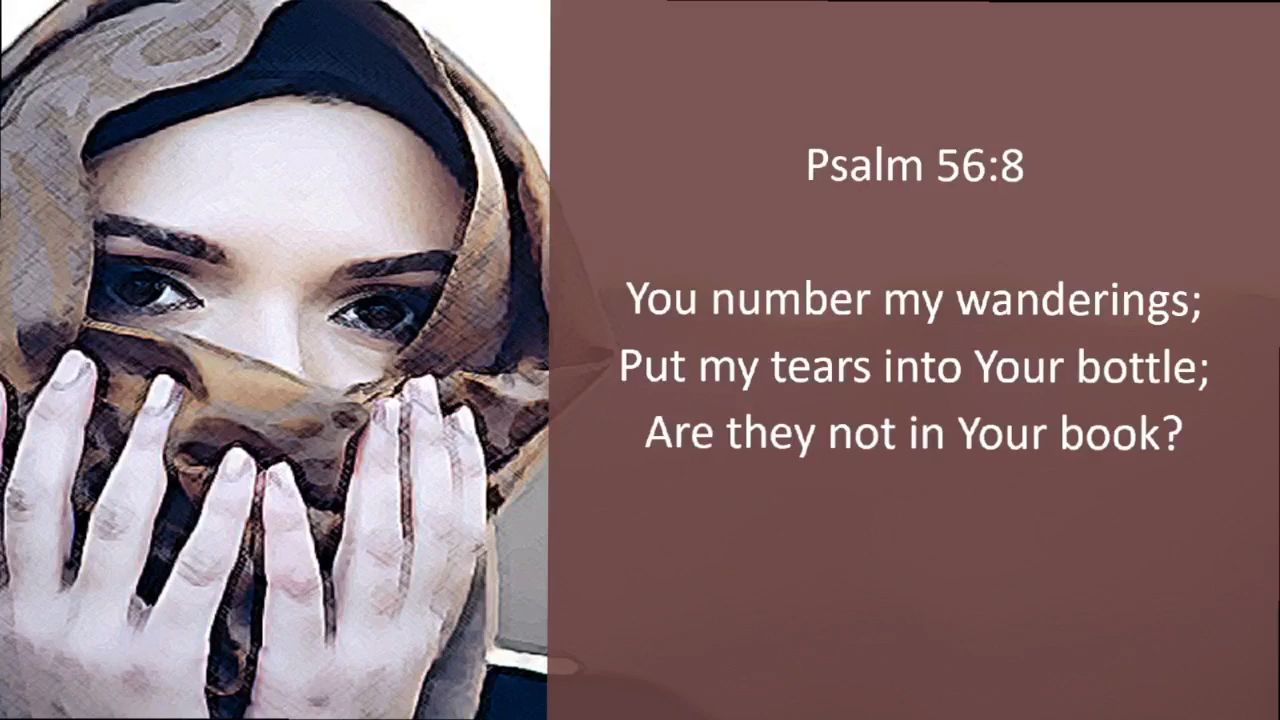 Psalm 56:8
You number my wanderings;
Put my tears into Your bottle;
Are they not in Your book?